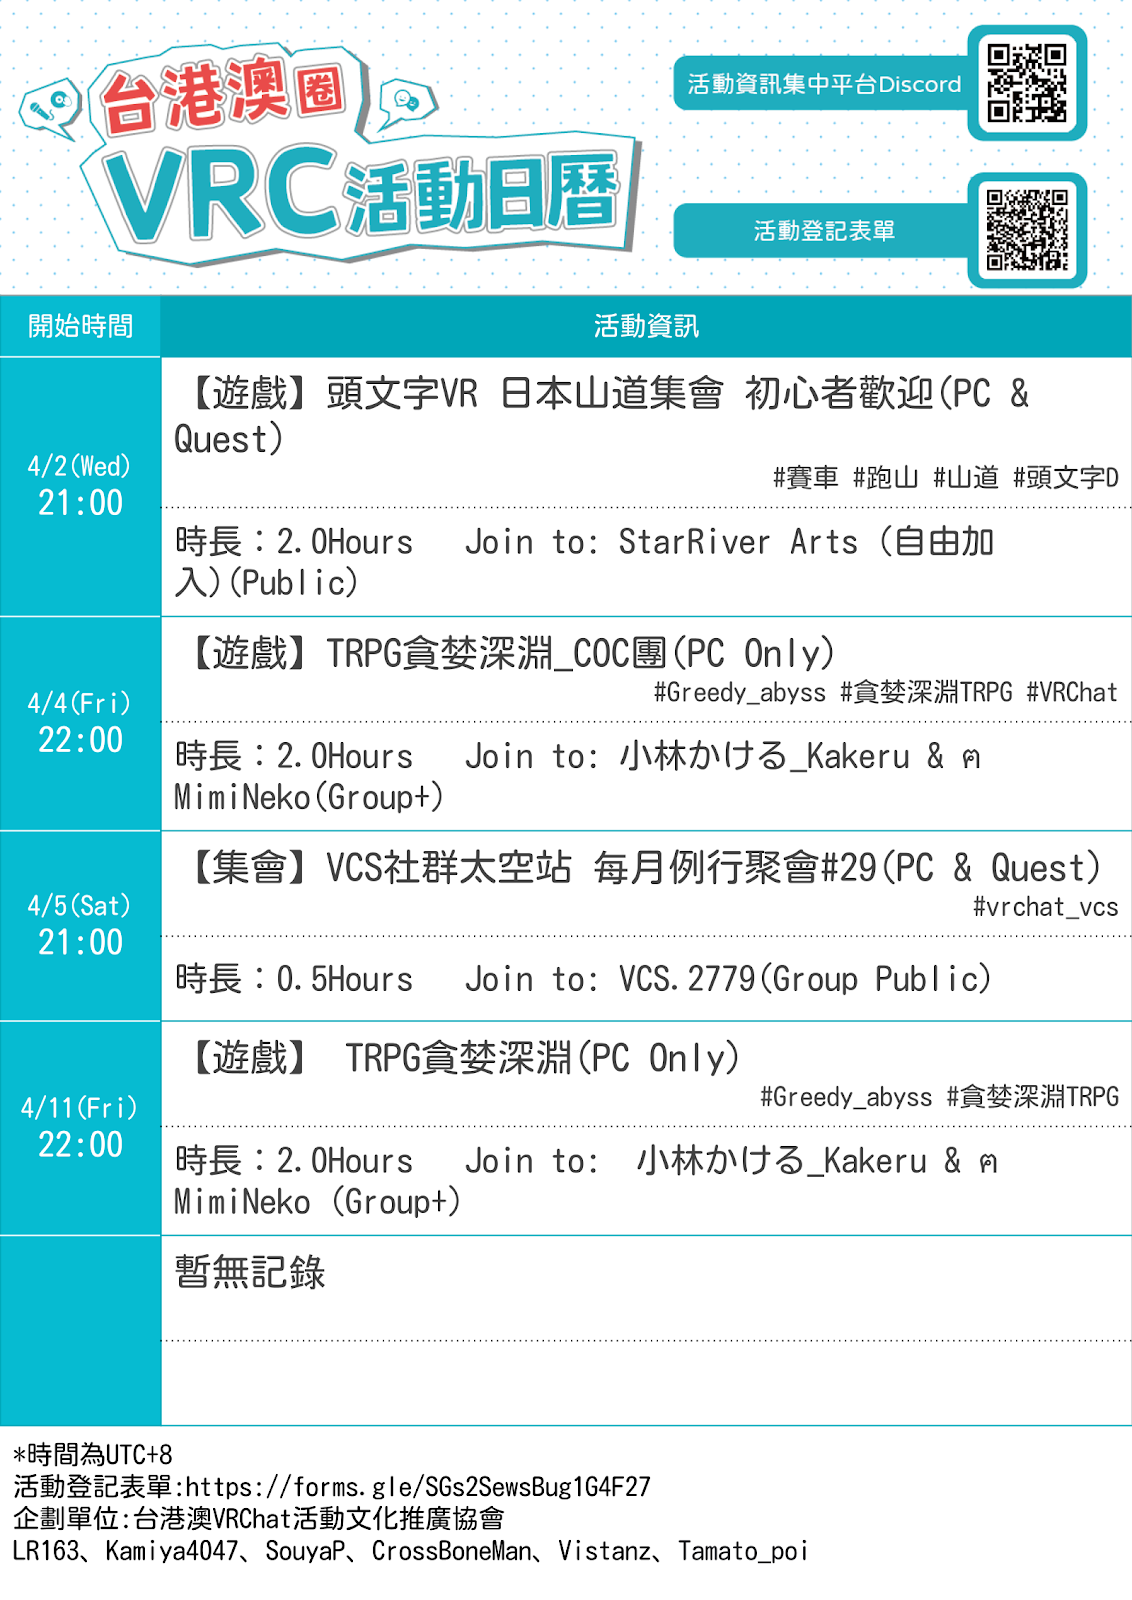 台港澳圈
VRC活動日曆
活動資訊集中平台Discord
活動登記表單
開始時間
活動資訊
4/2(Wed)
21:00
【遊戲】頭文字VR 日本山道集會 初心者歡迎(PC &
Quest)
#賽車 #跑山 #山道 #頭文字D
時長：2.0Hours Join to: StarRiver Arts (自由加
入)(Public)
4/4(Fri)
22:00
【遊戲】TRPG貪婪深淵_COC團(PC Only)
#Greedy_abyss #貪婪深淵TRPG #VRChat
時長：2.0Hours Join to: 小林かける_Kakeru & ฅ
MimiNeko(Group+)
4/5(Sat)
21:00
【集會】VCS社群太空站 每月例行聚會#29(PC & Quest)
#vrchat_vcs
時長：0.5Hours Join to: VCS.2779(Group Public)
4/11(Fri)
22:00
【遊戲】 TRPG貪婪深淵(PC Only)
#Greedy_abyss #貪婪深淵TRPG
時長：2.0Hours Join to: 小林かける_Kakeru & ฅ
MimiNeko (Group+)
暫無記錄
*時間為UTC+8
活動登記表單:https://forms.gle/SGs2SewsBug1G4F27
企劃單位:台港澳VRChat活動文化推廣協會
LR163、Kamiya4047、SouyaP、CrossBoneMan、Vistanz、Tamato_poi